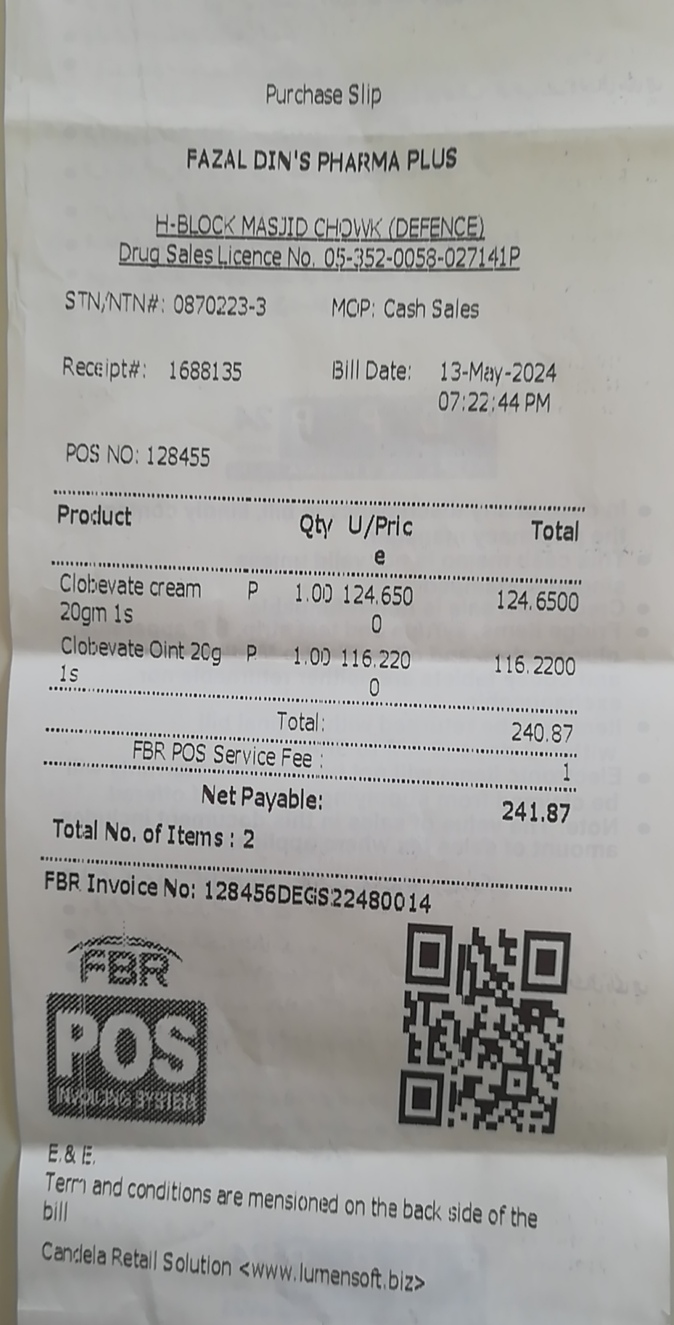 Purchase Slip
FAZAL DIN'S PHARMA PLUS
H-BLOCK MASJID CHOWK (DEFENCE)
Drug Sales Licence No. 05-352-0058-027141P
STN/NTN#: 0870223-3 MOP: Cash Sales
Receipt#: 1688135 Bill Date: 13-May-2024
07:22:44 PM
POS NO: 128455
Product Qty U/Pric Total
e
Clobevate cream P 1.00 124.650 124.6500
20gm 1s 0
Clobevate Oint 20g P 1.00 116.220 116.2200
1s 0
Total: 240.87
FBR POS Service Fee : 1
Net Payable: 241.87
Total No. of Items : 2
FBR Invoice No: 128456DEGS22480014
FBR
POS
INVOICING SYSTEM
E.& E.
Term and conditions are mensioned on the back side of the
bill
Candela Retail Solution <www.lumensoft.biz>